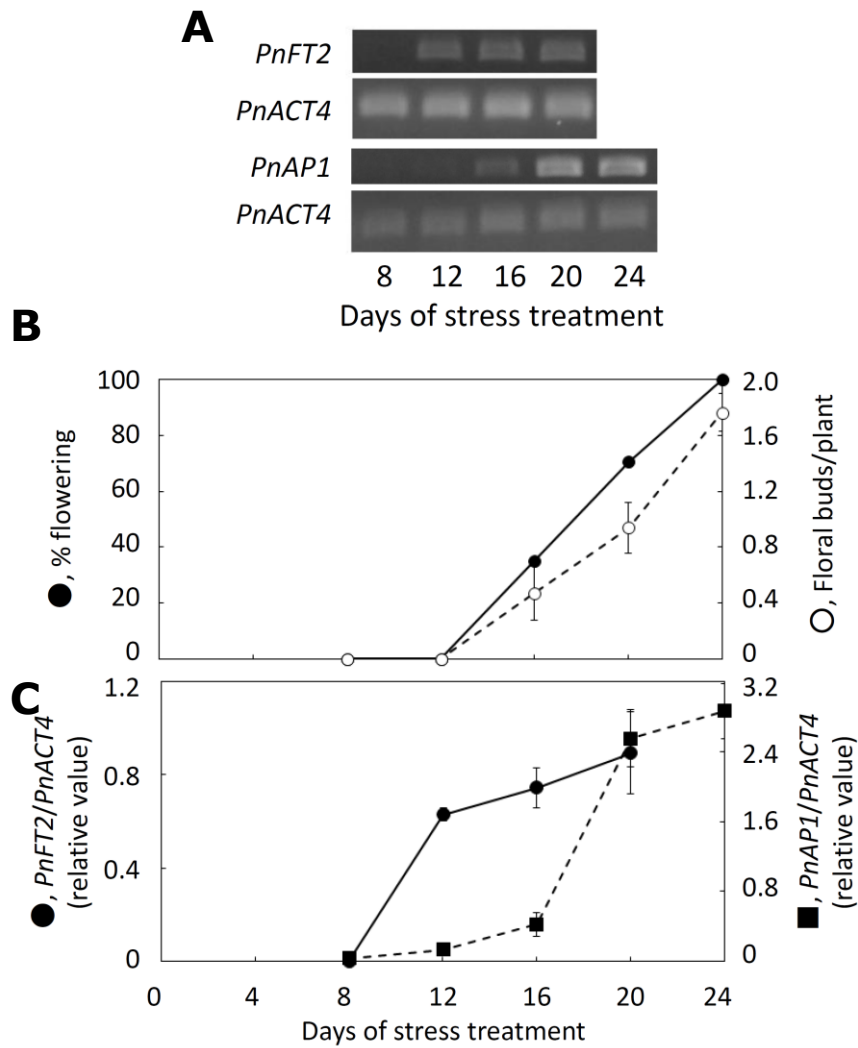 A
PnFT2
PnACT4
PnAP1
PnACT4
8 12 16 20 24
Days of stress treatment
B
100
80
60
40
20
0
●, % flowering
2.0
1.6
1.2
0.8
0.4
0
○, Floral buds/plant
C
1.2
0.8
0.4
0
●, PnFT2/PnACT4
(relative value)
3.2
2.4
1.6
0.8
0
■, PnAP1/PnACT4
(relative value)
0 4 8 12 16 20 24
Days of stress treatment